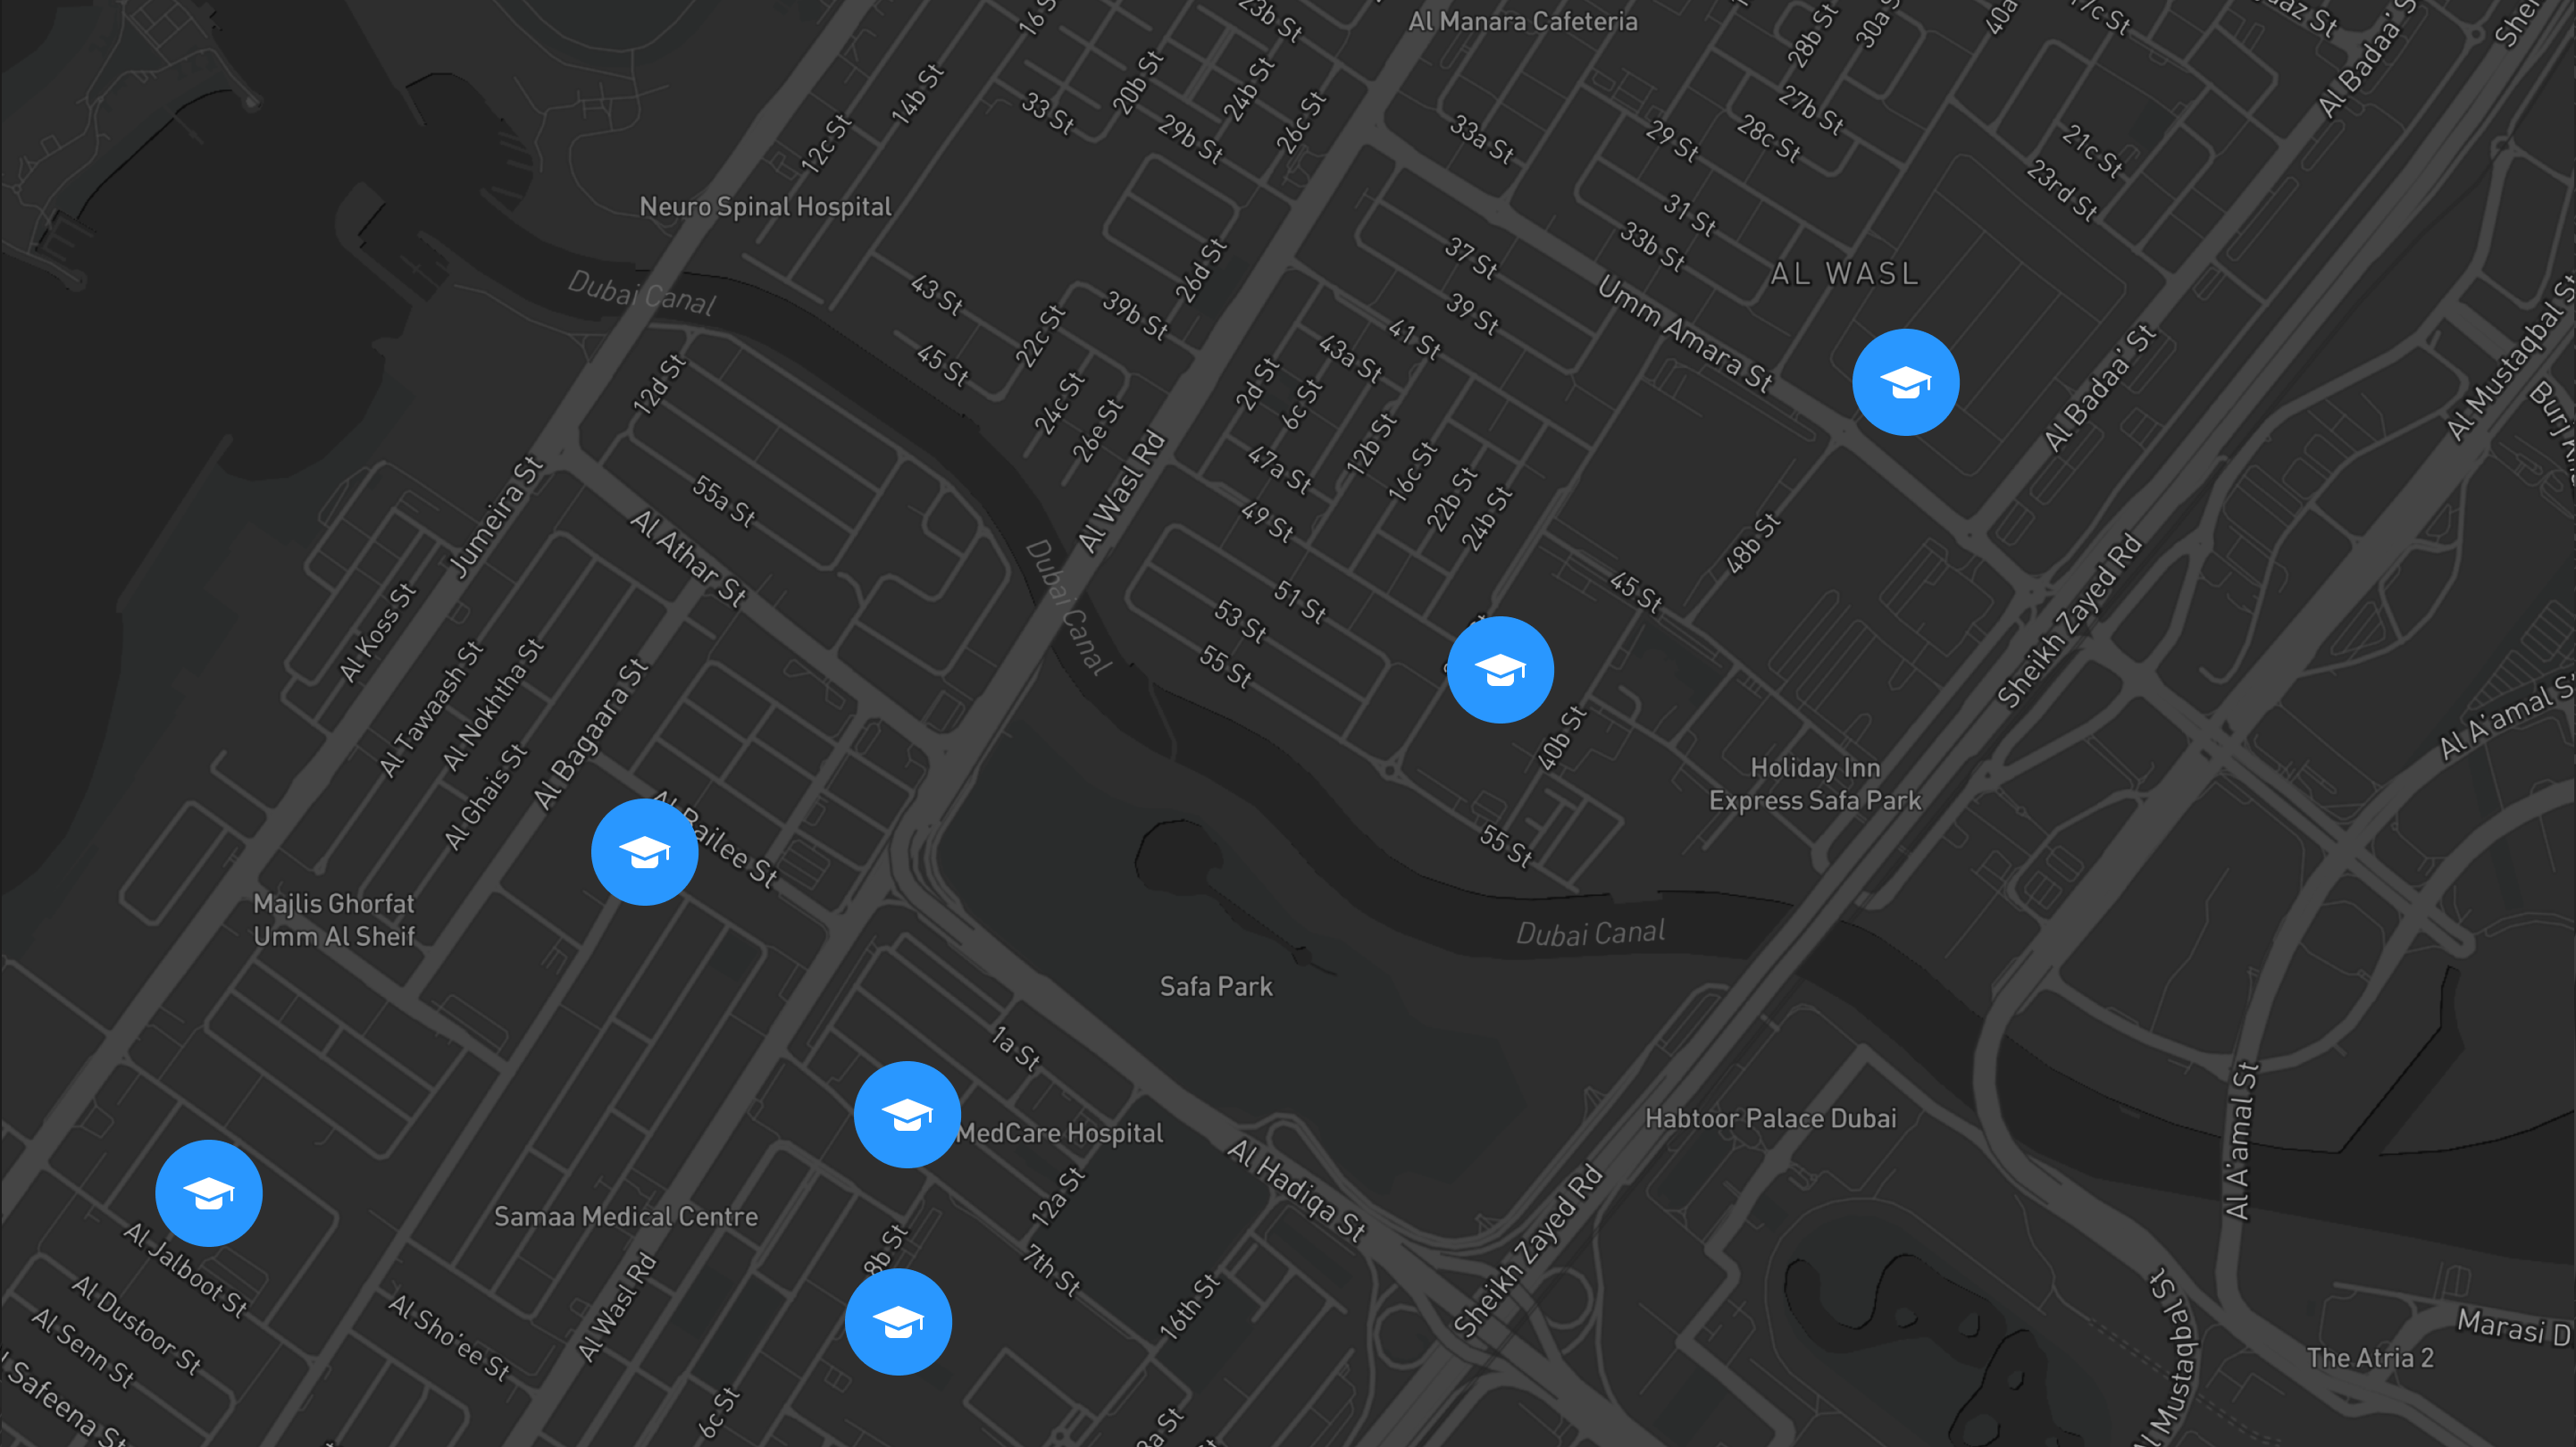 16 S
23b St
Al Manara Cafeteria
28b St
30a S
40a
7c St
az St
Al Badaa' S
She
14b St
20b St
24b St
33 St
12c St
29b St
26c St
33a St
29 St
28c St
27b St
21c St
23rd St
Neuro Spinal Hospital
31 St
33b St
37 St
AL WASL
26d St
Dubai Canal
43 St
39b St
39 St
Umm Amara St
Al Mustaqbal St
22c St
41 St
43a St
45 St
12d St
2d St
6c St
24c St
26e St
12b St
Al Badaa' St
Al Wasl Rd
47a St
16c St
22b St
24b St
Jumeira St
55a St
49 St
48b St
Al Athar St
Dubai Canal
45 St
51 St
53 St
55 St
Sheikh Zayed Rd
Al Koss St
Al Tawaash St
Al Nokhtha St
Al Bagaara St
Al Ghais St
40b St
Al A'amal S
Holiday Inn
Express Safa Park
55 St
Majlis Ghorfat
Umm Al Sheif
Dubai Canal
Safa Park
1a St
MedCare Hospital
Habtoor Palace Dubai
Al A'amal St
12a St
Al Hadiqa St
Samaa Medical Centre
Sheikh Zayed Rd
8b St
7th St
16th St
Al Jalboot St
Al Dustoor St
Al Senn St
Safeena St
Al Sho'ee St
Al Wasl Rd
6c St
8a St
Al Mustaqbal St
Marasi D
The Atria 2